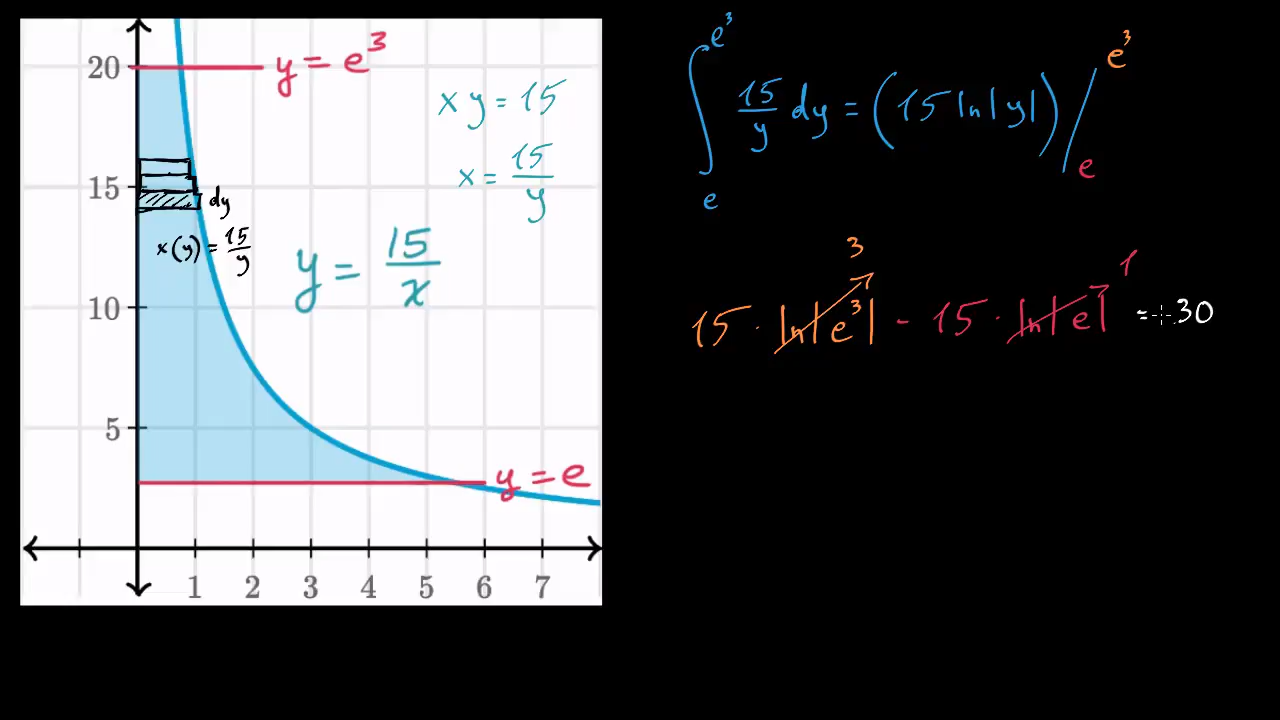 20
15
10
5
1 2 3 4 5 6 7
y = e³
xy = 15
x = 15/y
dy
x(y) = 15/y
y = 15/x
y = e
∫ₑ^(e³) 15/y dy = (15 ln|y|) / e³ e
3 1
15 · ln|e³| - 15 · ln|e| = 30